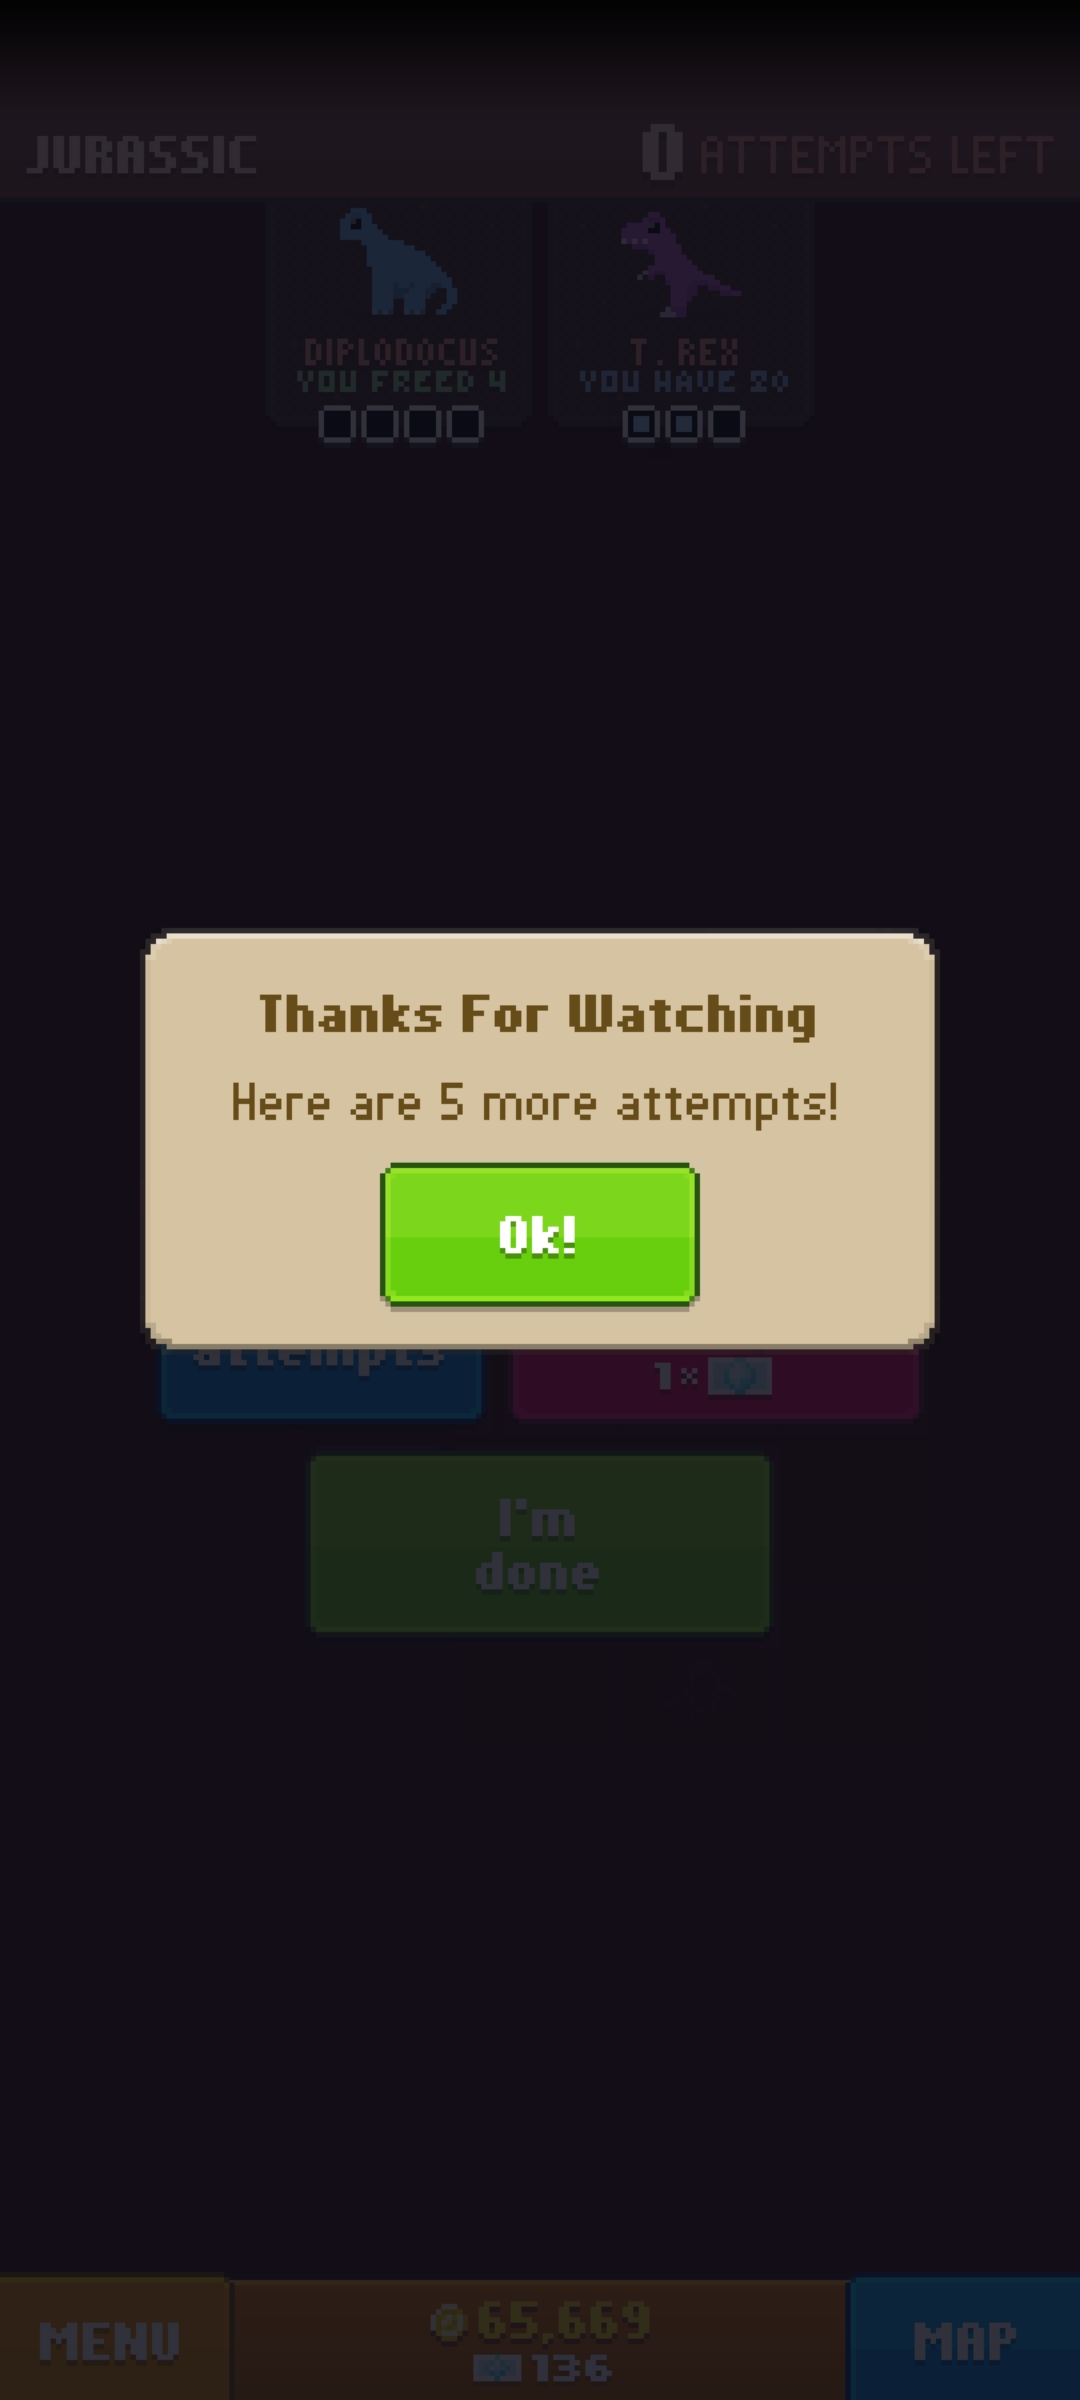 JURASSIC
0 ATTEMPTS LEFT
DIPLODOCUS
YOU FREED 4
T. REX
YOU HAVE 20
Thanks For Watching
Here are 5 more attempts!
Ok!
attempts
1×
I'm
done
MENU
65,669
136
MAP